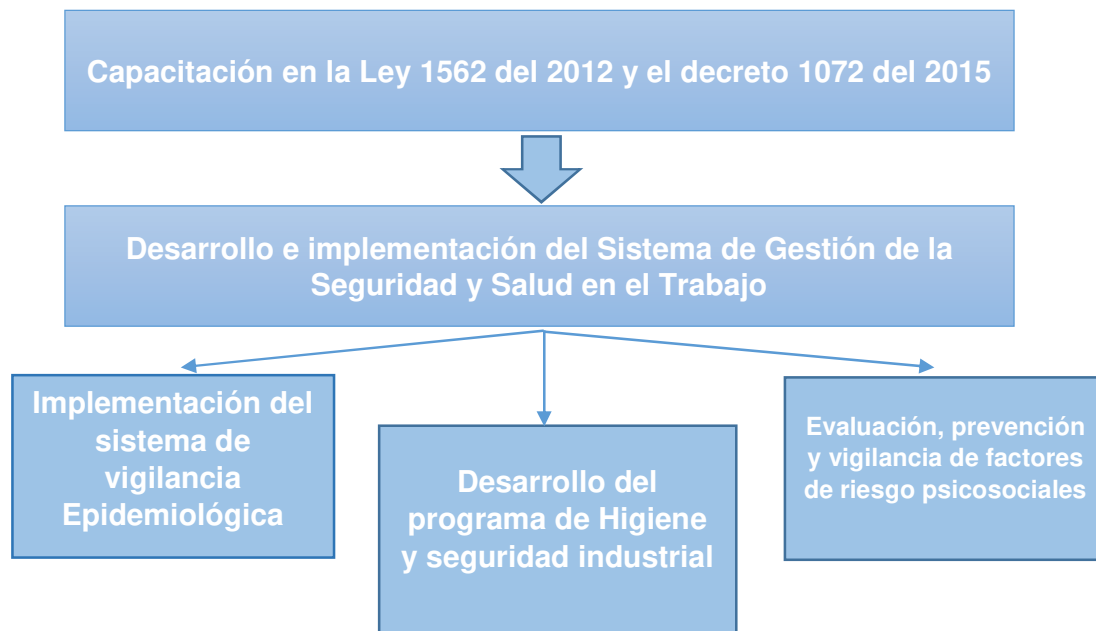 Capacitación en la Ley 1562 del 2012 y el decreto 1072 del 2015
Desarrollo e implementación del Sistema de Gestión de la
Seguridad y Salud en el Trabajo
Implementación del
sistema de
vigilancia
Epidemiológica
Desarrollo del
programa de Higiene
y seguridad industrial
Evaluación, prevención
y vigilancia de factores
de riesgo psicosociales